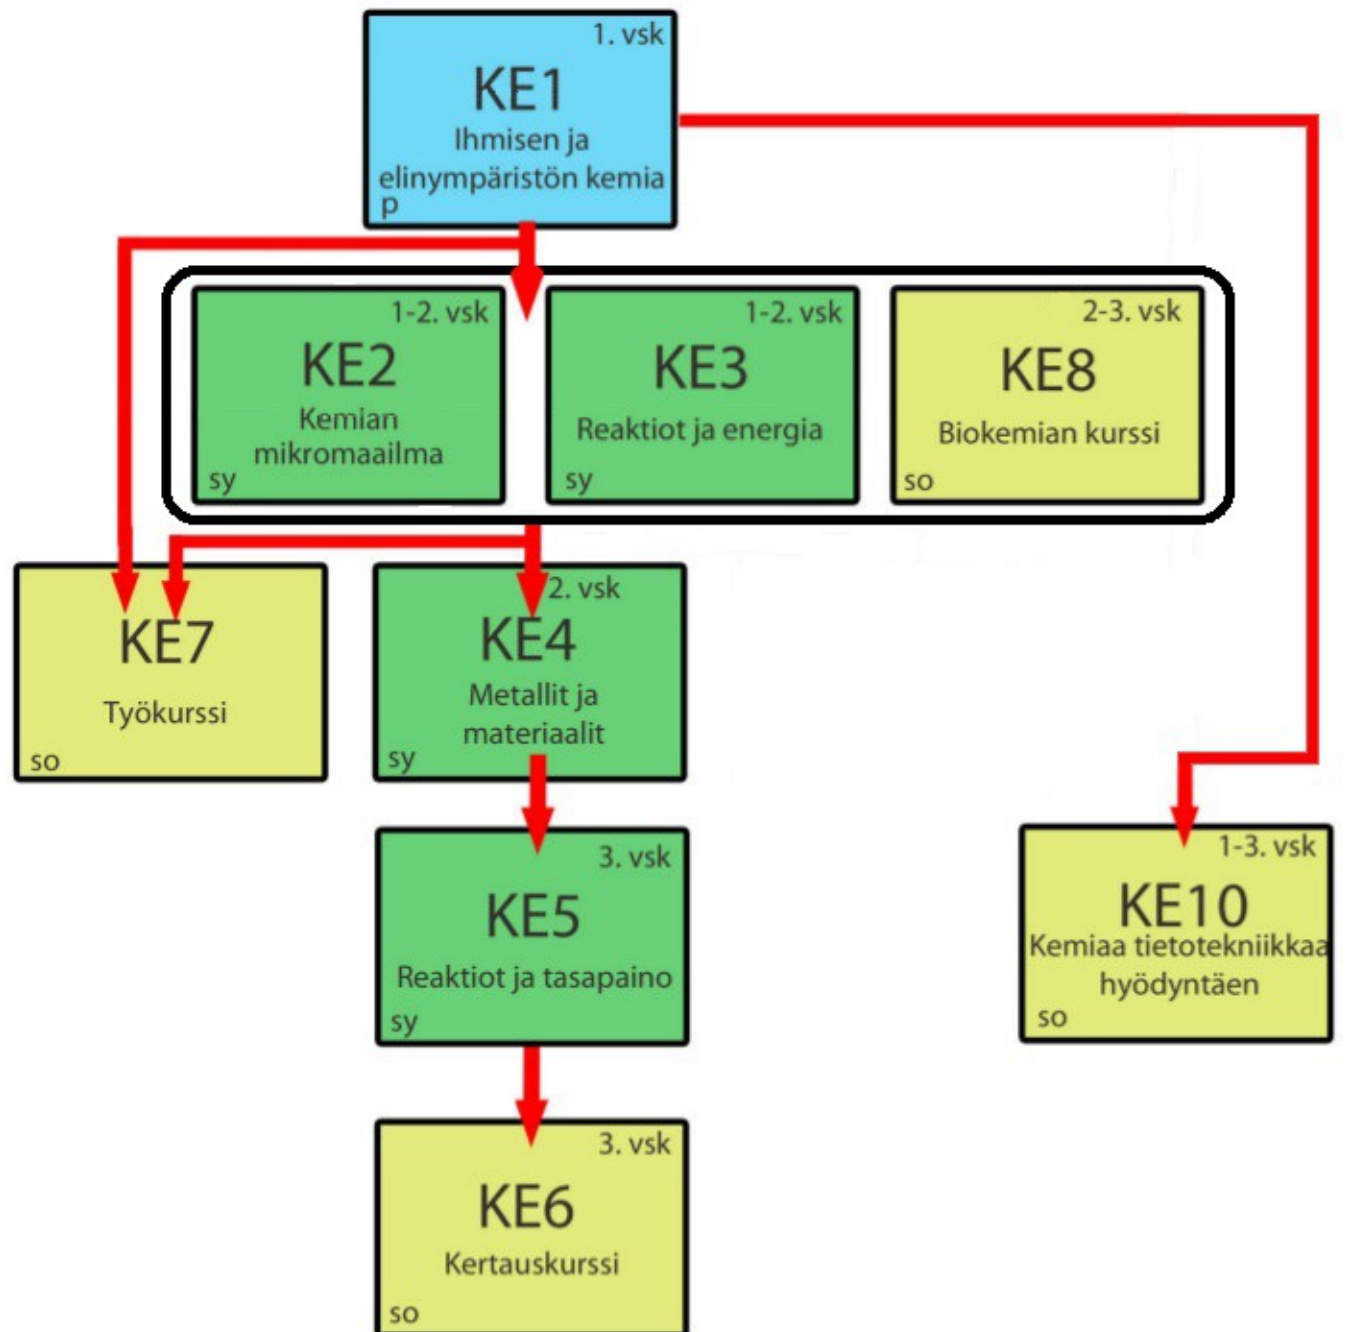 1. vsk
KE1
Ihmisen ja
elinympäristön kemia
p
1-2. vsk
KE2
Kemian
mikromaailma
sy
1-2. vsk
KE3
Reaktiot ja energia
sy
2-3. vsk
KE8
Biokemian kurssi
so
KE7
Työkurssi
so
2. vsk
KE4
Metallit ja
materiaalit
sy
3. vsk
KE5
Reaktiot ja tasapaino
sy
1-3. vsk
KE10
Kemiaa tietotekniikkaa
hyödyntäen
so
3. vsk
KE6
Kertauskurssi
so